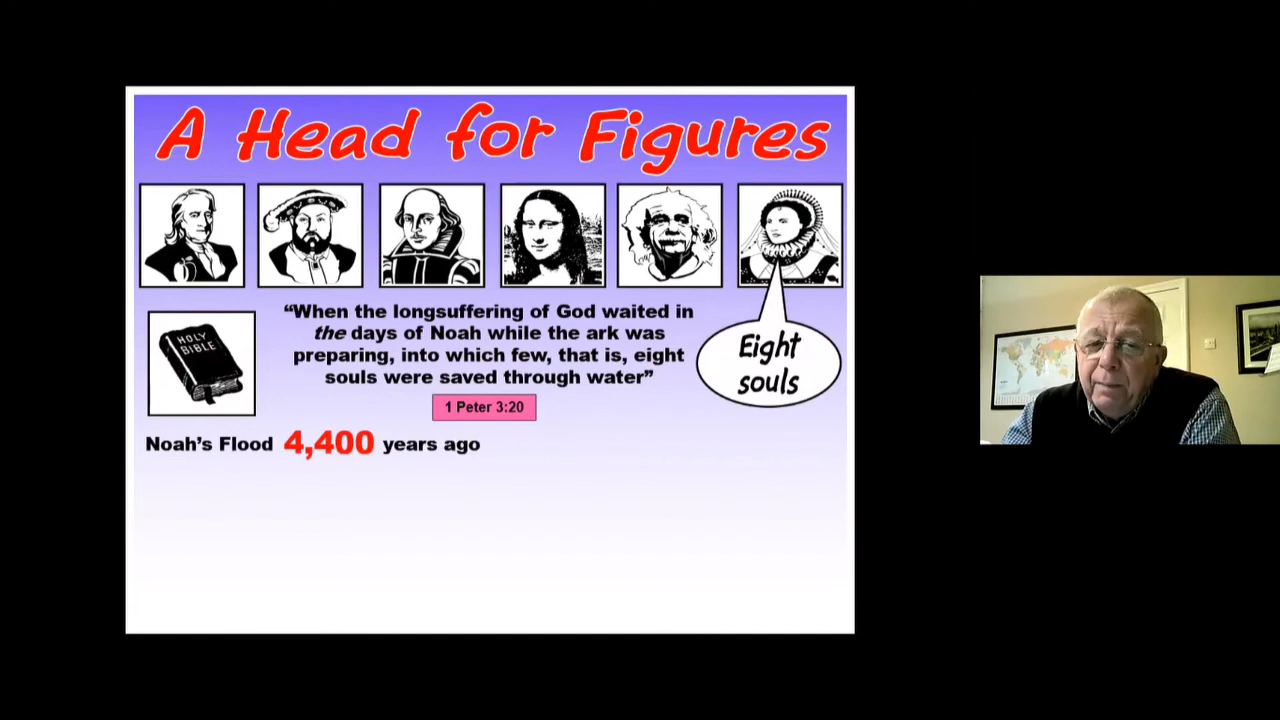 A Head for Figures
"When the longsuffering of God waited in
the days of Noah while the ark was
preparing, into which few, that is, eight
souls were saved through water"
1 Peter 3:20
Eight
souls
HOLY
BIBLE
Noah's Flood 4,400 years ago